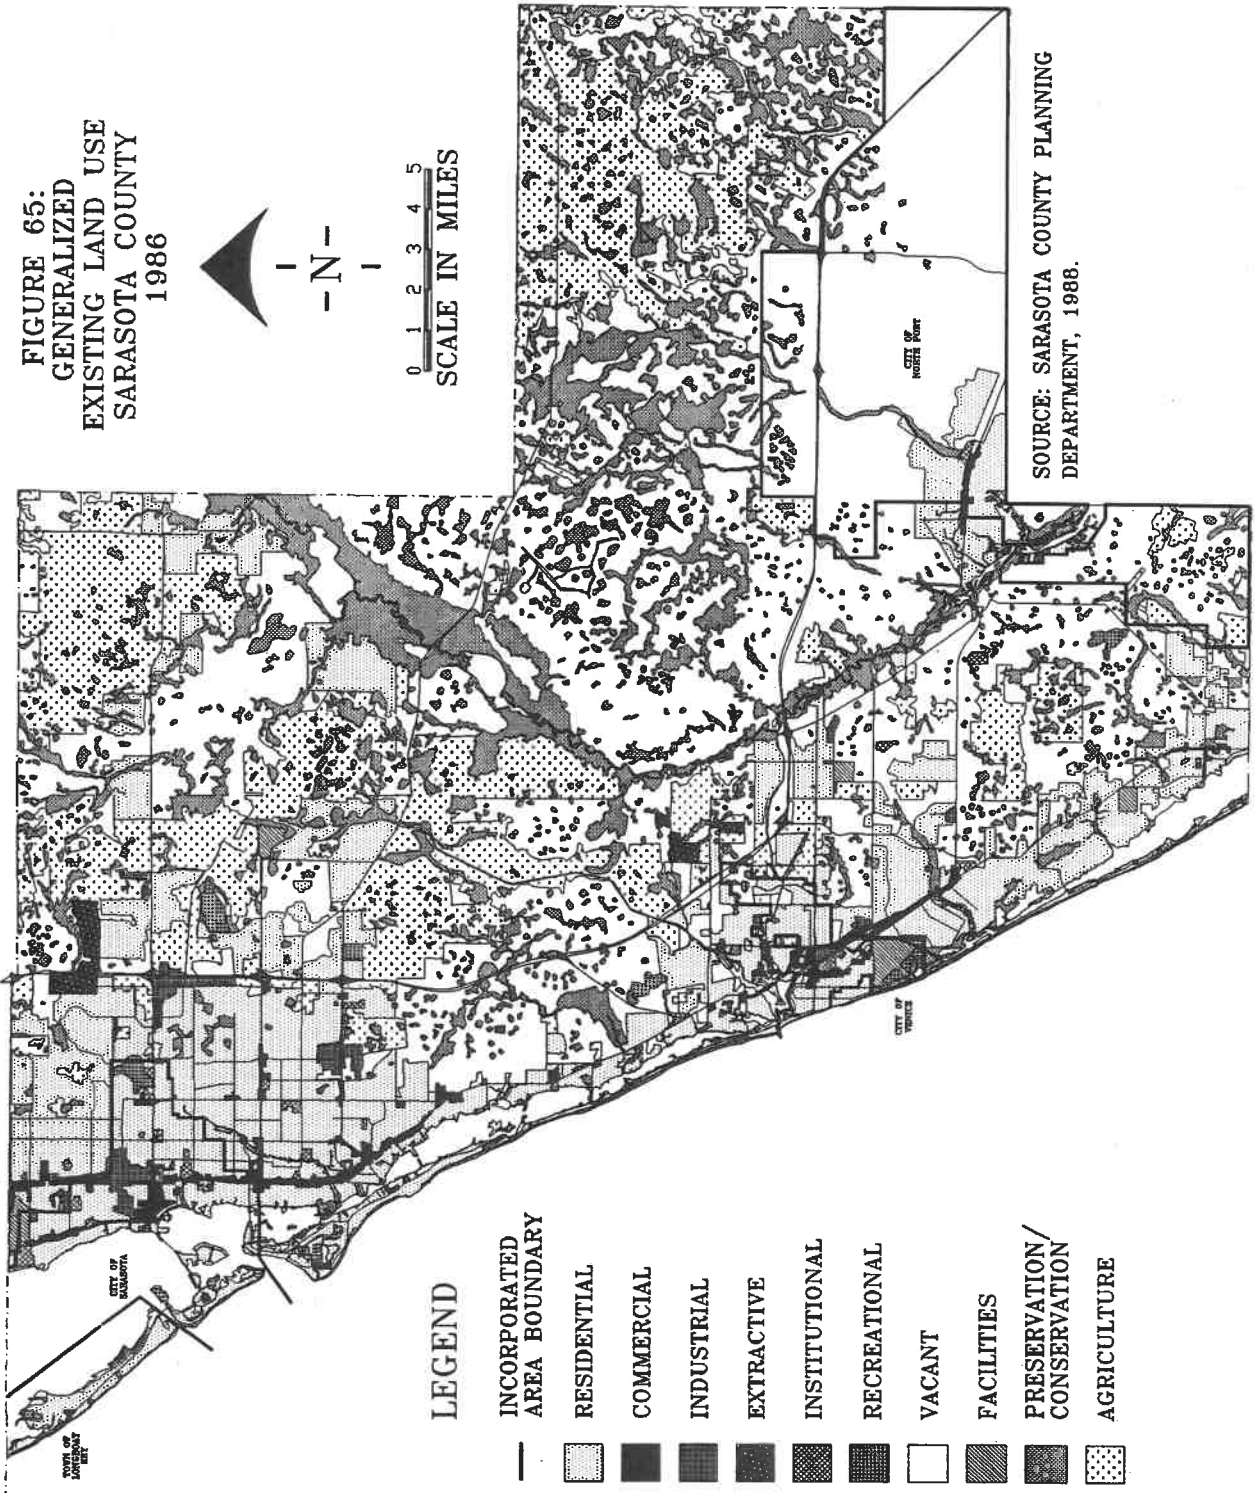 FIGURE 65:
GENERALIZED
EXISTING LAND USE
SARASOTA COUNTY
1986
-N-
0 1 2 3 4 5
SCALE IN MILES
CITY OF
NORTH PORT
SOURCE: SARASOTA COUNTY PLANNING
DEPARTMENT, 1988.
CITY OF
VENICE
CITY OF
SARASOTA
TOWN OF
LONGBOAT
KEY
LEGEND
INCORPORATED
AREA BOUNDARY
RESIDENTIAL
COMMERCIAL
INDUSTRIAL
EXTRACTIVE
INSTITUTIONAL
RECREATIONAL
VACANT
FACILITIES
PRESERVATION/
CONSERVATION
AGRICULTURE